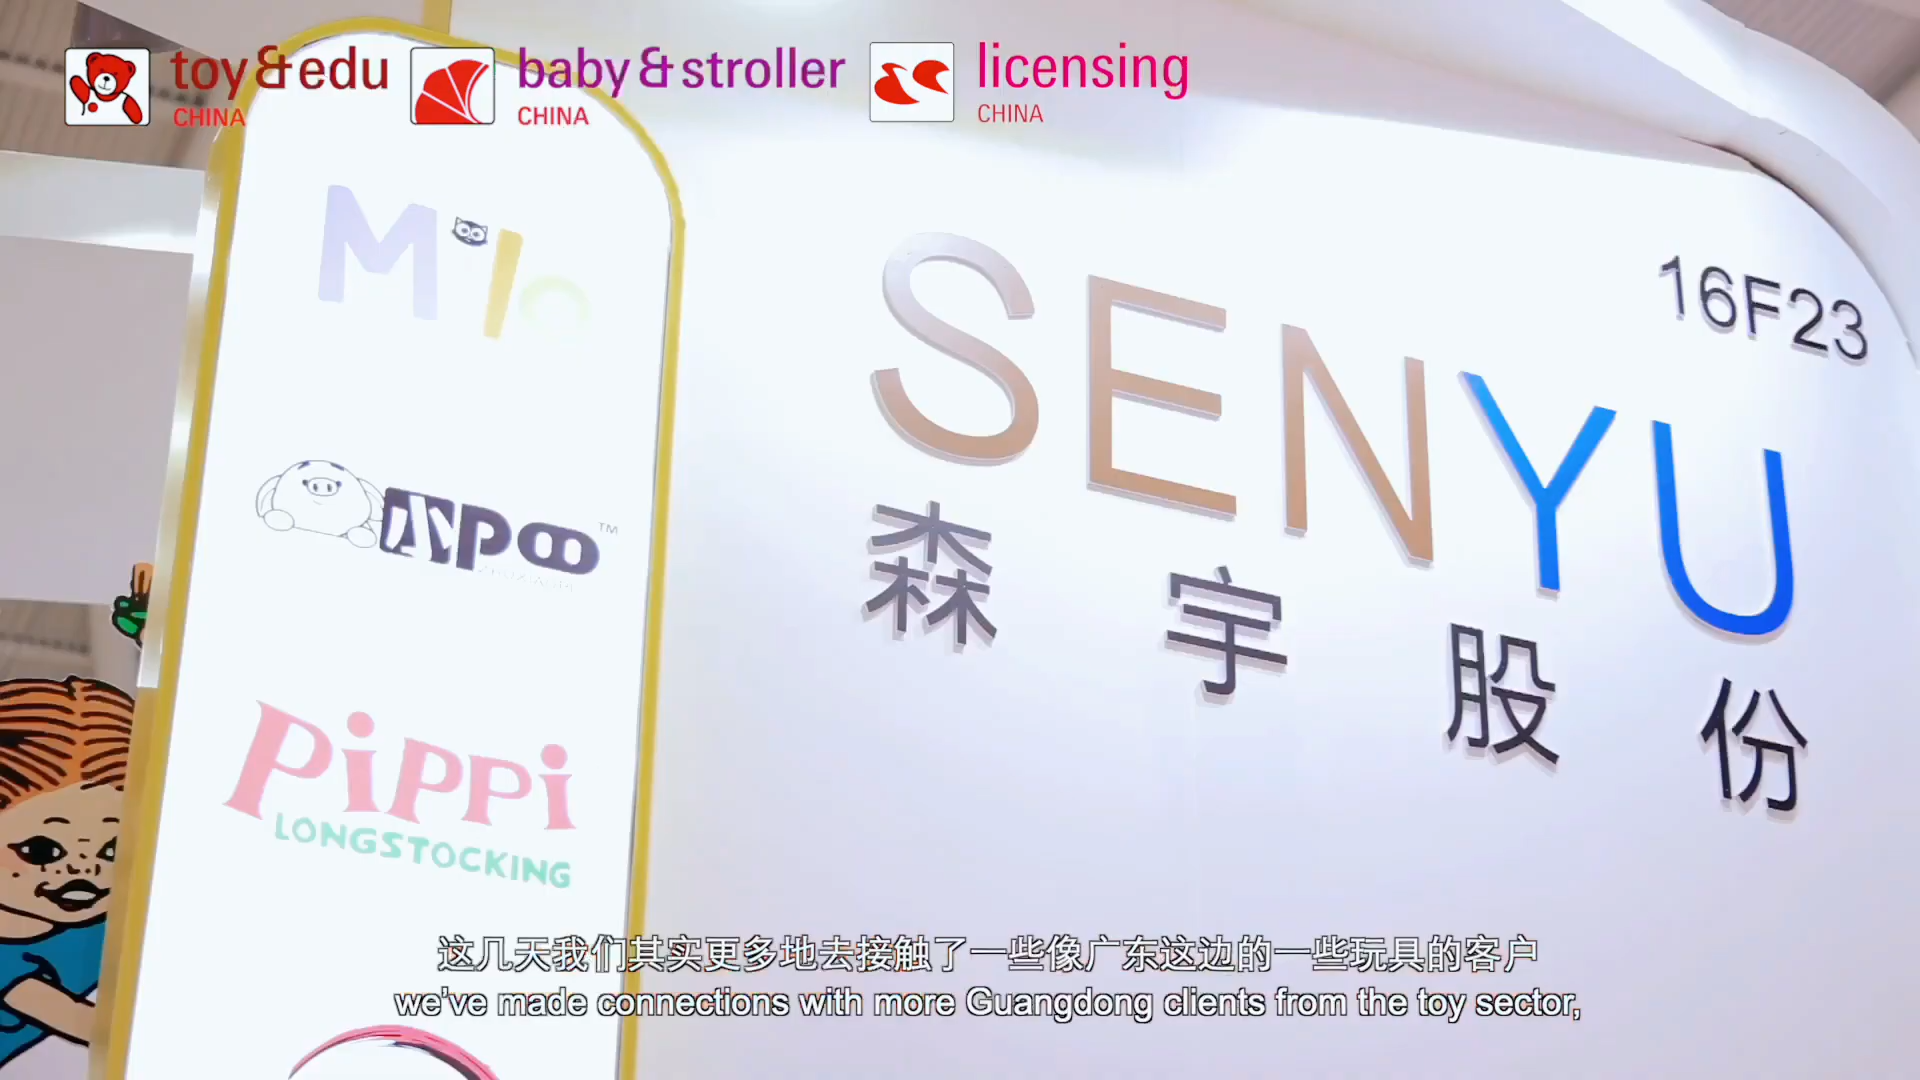 toy&edu
CHINA
baby&stroller
CHINA
licensing
CHINA
Milo
16F23
SENYU
森宇股份
TM
PiPPi
LONGSTOCKING
这几天我们其实更多地去接触了一些像广东这边的一些玩具的客户
we've made connections with more Guangdong clients from the toy sector,